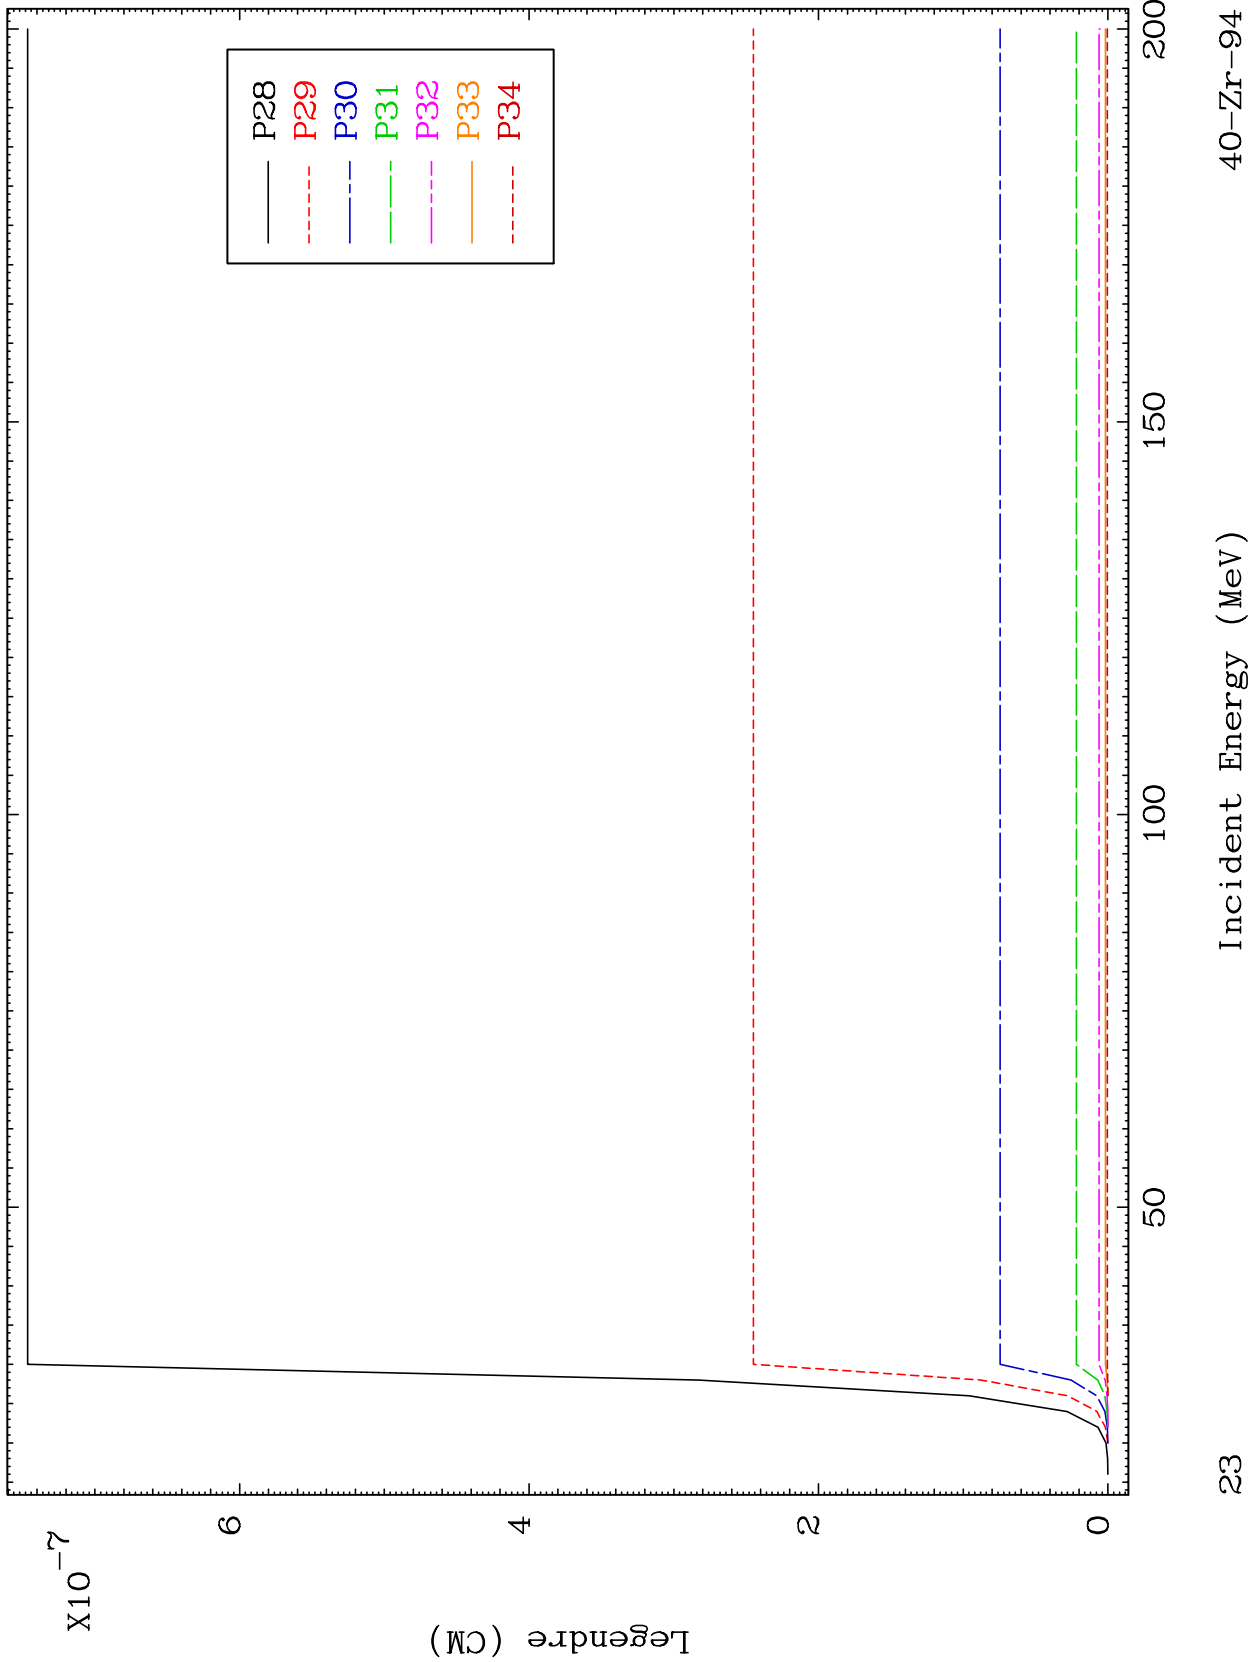 X10-7
6
4
2
0
Legendre (CM)
P28
P29
P30
P31
P32
P33
P34
50
100
150
200
Incident Energy (MeV)
23
40-Zr-94